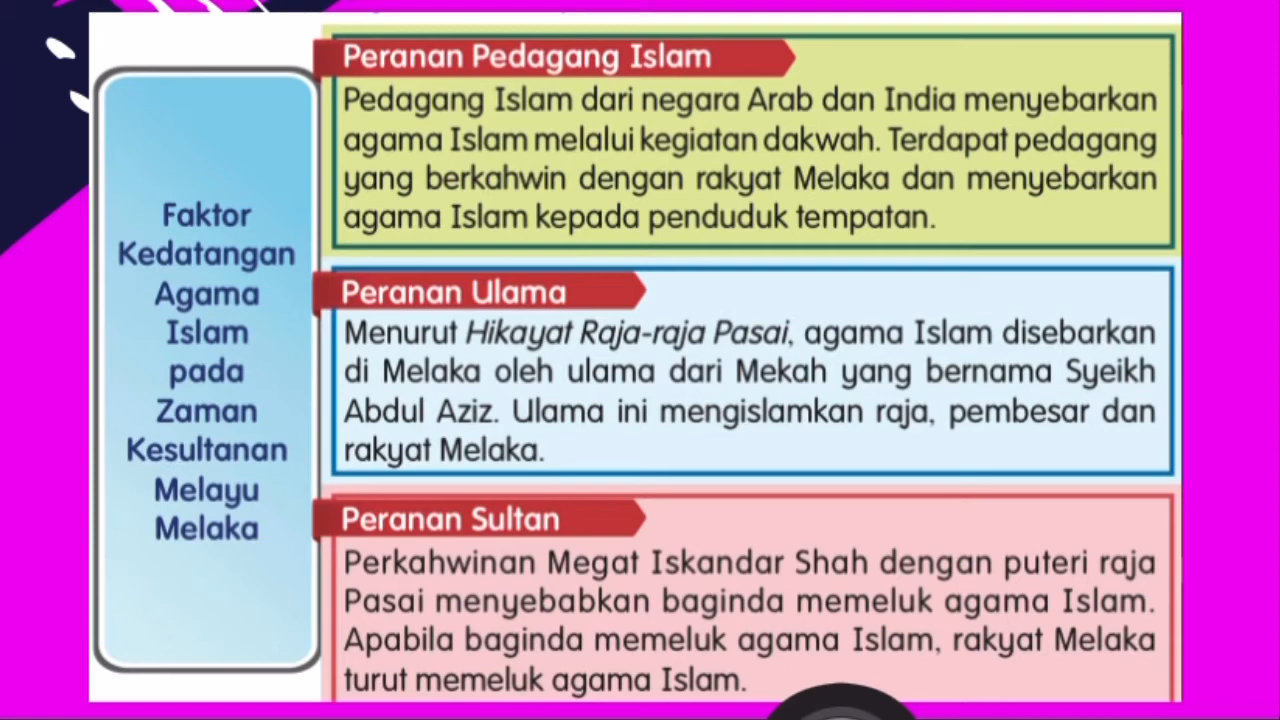 Faktor
Kedatangan
Agama
Islam
pada
Zaman
Kesultanan
Melayu
Melaka
Peranan Pedagang Islam
Pedagang Islam dari negara Arab dan India menyebarkan
agama Islam melalui kegiatan dakwah. Terdapat pedagang
yang berkahwin dengan rakyat Melaka dan menyebarkan
agama Islam kepada penduduk tempatan.
Peranan Ulama
Menurut Hikayat Raja-raja Pasai, agama Islam disebarkan
di Melaka oleh ulama dari Mekah yang bernama Syeikh
Abdul Aziz. Ulama ini mengislamkan raja, pembesar dan
rakyat Melaka.
Peranan Sultan
Perkahwinan Megat Iskandar Shah dengan puteri raja
Pasai menyebabkan baginda memeluk agama Islam.
Apabila baginda memeluk agama Islam, rakyat Melaka
turut memeluk agama Islam.